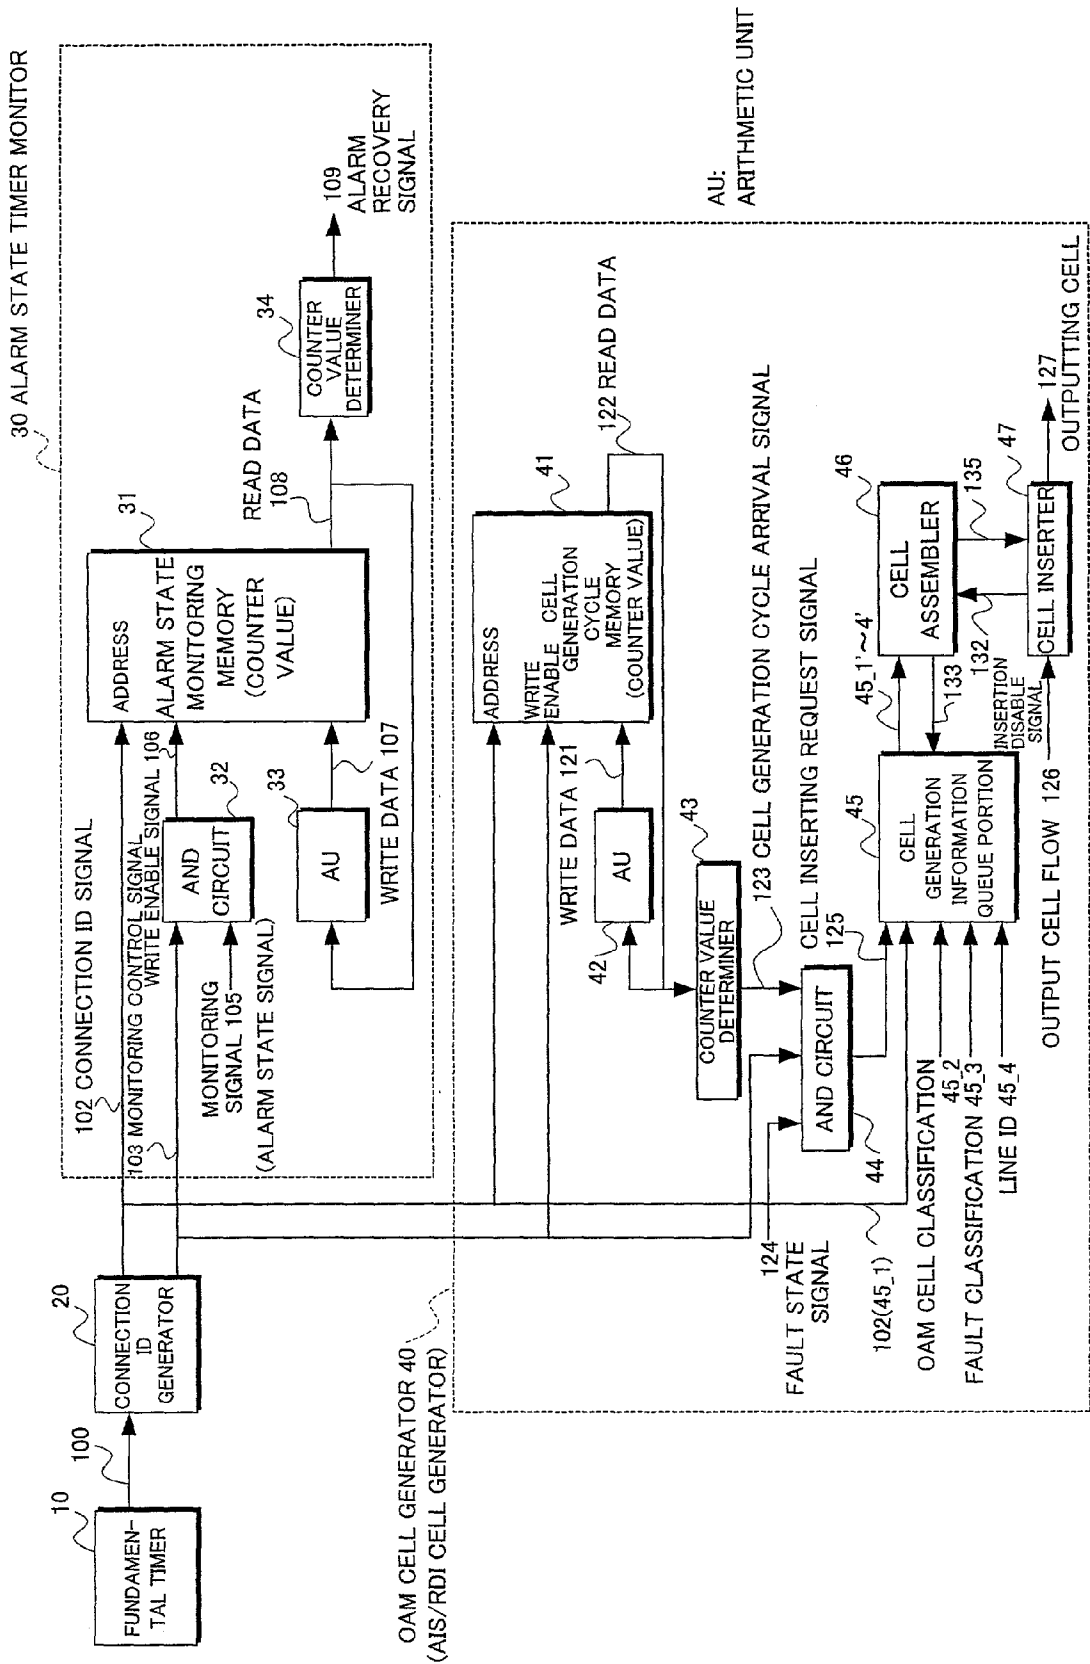 30 ALARM STATE TIMER MONITOR
102 CONNECTION ID SIGNAL
103 MONITORING CONTROL SIGNAL
WRITE ENABLE SIGNAL 106
31
ADDRESS
ALARM STATE
MONITORING
MEMORY
(COUNTER
VALUE)
READ DATA
108
34
COUNTER
VALUE
DETERMINER
109
ALARM
RECOVERY
SIGNAL
32
AND
CIRCUIT
MONITORING
SIGNAL 105
(ALARM STATE SIGNAL)
33
AU
WRITE DATA 107
10
FUNDAMEN-
TAL TIMER
100
20
CONNECTION
ID
GENERATOR
OAM CELL GENERATOR 40
(AIS/RDI CELL GENERATOR)
AU:
ARITHMETIC UNIT
ADDRESS
WRITE
ENABLE
CELL
GENERATION
CYCLE
MEMORY
(COUNTER VALUE)
41
122 READ DATA
WRITE DATA 121
AU
42
43
COUNTER VALUE
DETERMINER
123 CELL GENERATION CYCLE ARRIVAL SIGNAL
CELL INSERTING REQUEST SIGNAL
125
AND CIRCUIT
44
124
FAULT STATE
SIGNAL
102(45_1)
45
CELL
GENERATION
INFORMATION
QUEUE PORTION
OAM CELL CLASSIFICATION
45_2
FAULT CLASSIFICATION 45_3
LINE ID 45_4
45_1'~4'
133
46
CELL
ASSEMBLER
135
132
INSERTION
DISABLE
SIGNAL
47
CELL INSERTER
OUTPUT CELL FLOW 126
127
OUTPUTTING CELL